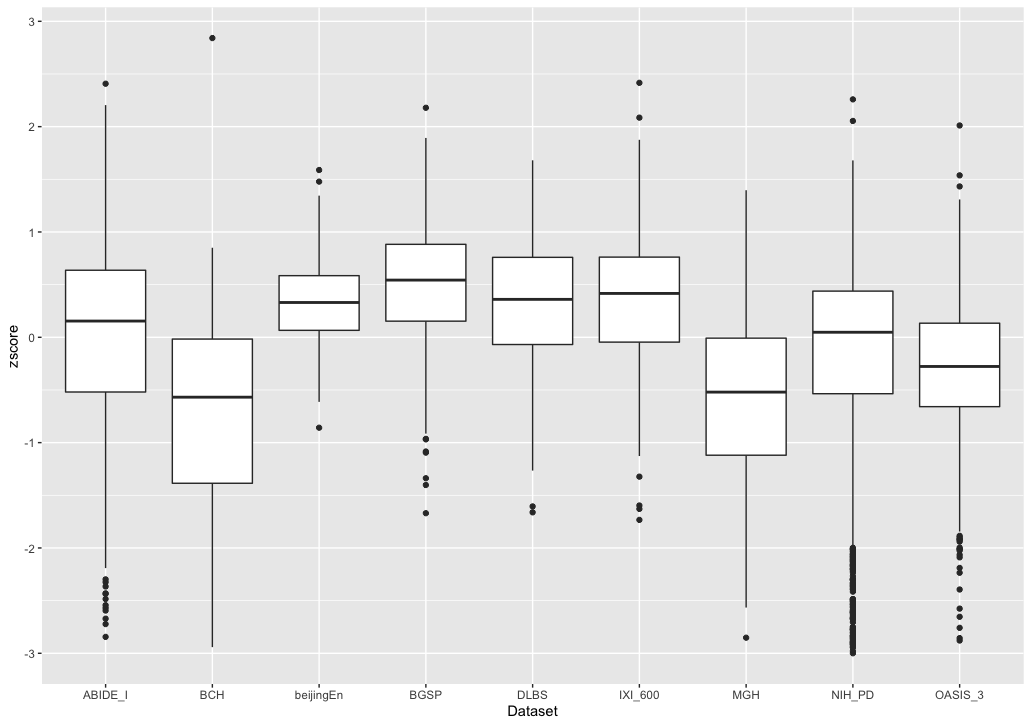 zscore
3
2
1
0
-1
-2
-3
ABIDE_I BCH beijingEn BGSP DLBS IXI_600 MGH NIH_PD OASIS_3
Dataset